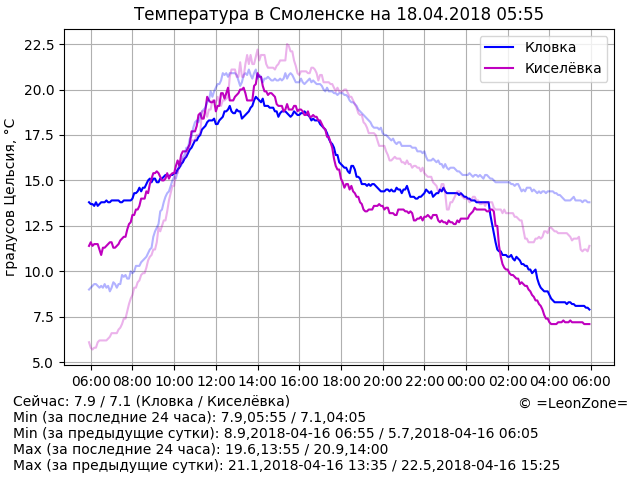 Температура в Смоленске на 18.04.2018 05:55
градусов Цельсия, °C
22.5
20.0
17.5
15.0
12.5
10.0
7.5
5.0
Кловка
Киселёвка
06:00 08:00 10:00 12:00 14:00 16:00 18:00 20:00 22:00 00:00 02:00 04:00 06:00
Сейчас: 7.9 / 7.1 (Кловка / Киселёвка)
© =LeonZone=
Min (за последние 24 часа): 7.9,05:55 / 7.1,04:05
Min (за предыдущие сутки): 8.9,2018-04-16 06:55 / 5.7,2018-04-16 06:05
Max (за последние 24 часа): 19.6,13:55 / 20.9,14:00
Max (за предыдущие сутки): 21.1,2018-04-16 13:35 / 22.5,2018-04-16 15:25